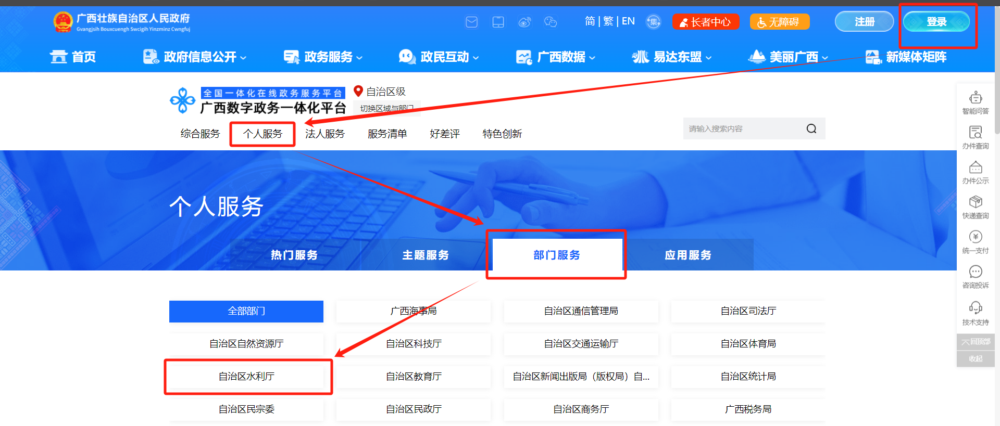 广西壮族自治区人民政府
Gvangjsih Bouxcuengh Swcigih Yinzminz Cwngfuj
简 | 繁 | EN
集
长者中心
无障碍
注册
登录
首页
政府信息公开
政务服务
政民互动
广西数据
易达东盟
美丽广西
新媒体矩阵
全国一体化在线政务服务平台
广西数字政务一体化平台
自治区级
切换区域与部门
综合服务
个人服务
法人服务
服务清单
好差评
特色创新
请输入搜索内容
个人服务
热门服务
主题服务
部门服务
应用服务
全部部门
广西海事局
自治区通信管理局
自治区司法厅
自治区自然资源厅
自治区科技厅
自治区交通运输厅
自治区体育局
自治区水利厅
自治区教育厅
自治区新闻出版局（版权局）自...
自治区统计局
自治区民宗委
自治区民政厅
自治区商务厅
广西税务局
智能问答
办件查询
办件公示
快递查询
统一支付
咨询投诉
技术支持
回顶部
收起